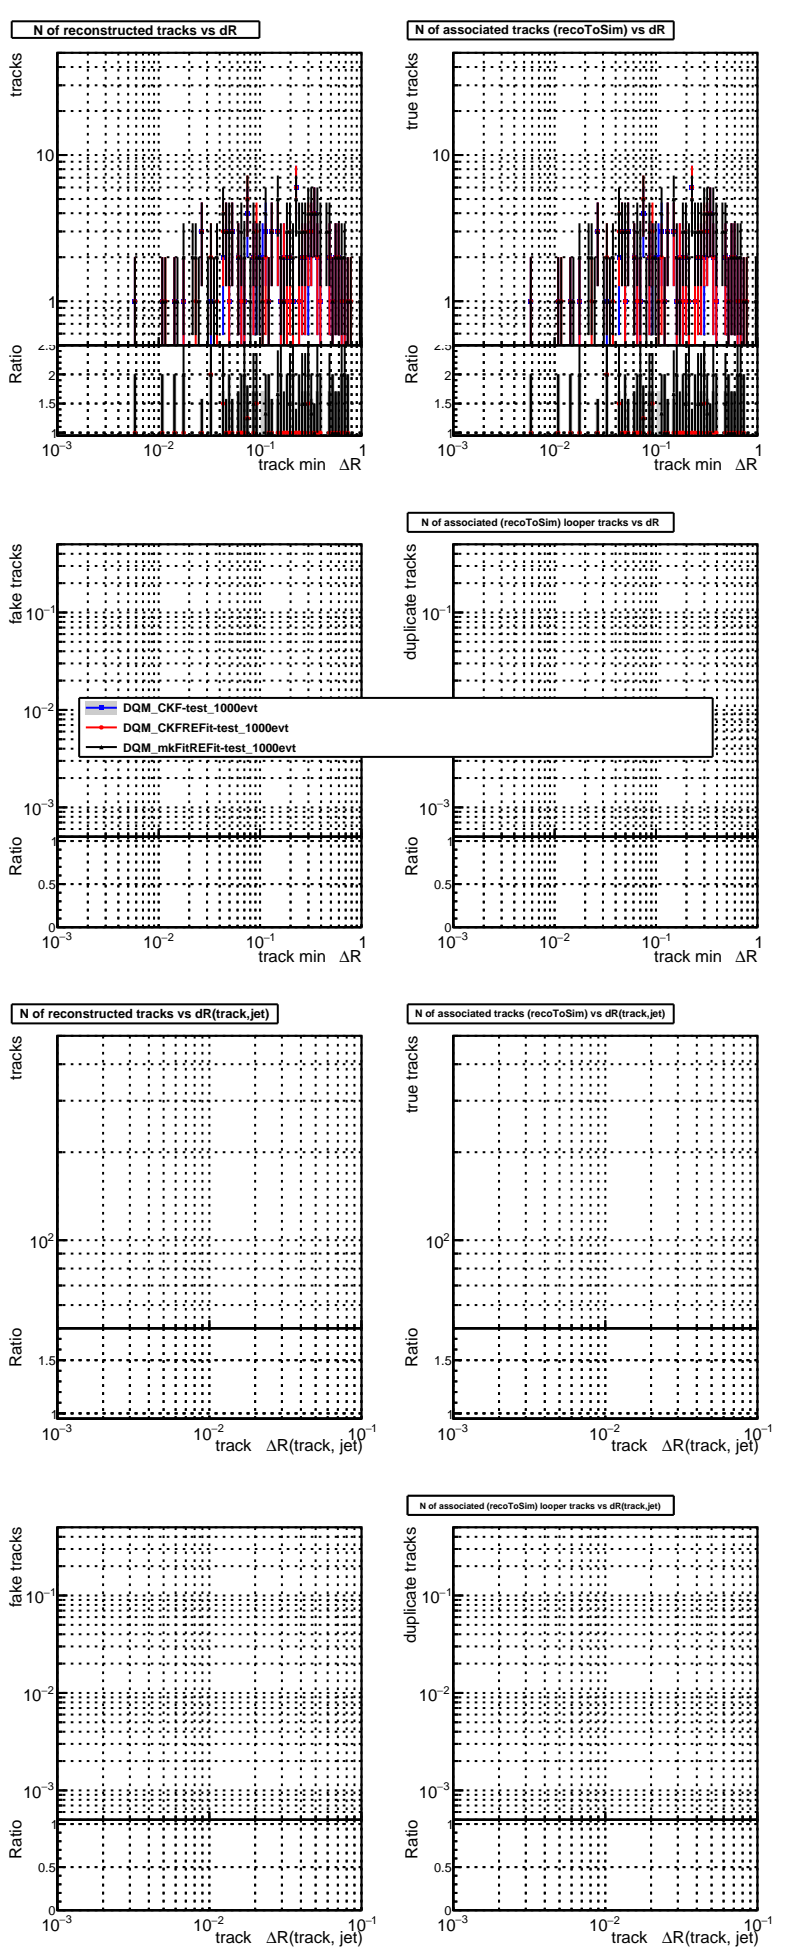 N of reconstructed tracks vs dR
N of associated tracks (recoToSim) vs dR
tracks
10
1
Ratio
2.5
2
1.5
1
10⁻³ 10⁻² 10⁻¹ 1
track min ΔR
true tracks
10
1
Ratio
2.5
2
1.5
1
10⁻³ 10⁻² 10⁻¹ 1
track min ΔR
N of associated (recoToSim) looper tracks vs dR
fake tracks
10⁻¹
10⁻²
10⁻³
Ratio
1
0.5
0
10⁻³ 10⁻² 10⁻¹ 1
track min ΔR
duplicate tracks
10⁻¹
10⁻³
Ratio
1
0.5
0
10⁻³ 10⁻² 10⁻¹ 1
track min ΔR
DQM_CKF-test_1000evt
DQM_CKFREFit-test_1000evt
DQM_mkFitREFit-test_1000evt
N of reconstructed tracks vs dR(track,jet)
N of associated tracks (recoToSim) vs dR(track,jet)
tracks
10²
Ratio
1.5
1
10⁻³ 10⁻² 10⁻¹
track ΔR(track, jet)
true tracks
10²
Ratio
1.5
1
10⁻³ 10⁻² 10⁻¹
track ΔR(track, jet)
N of associated (recoToSim) looper tracks vs dR(track,jet)
fake tracks
10⁻¹
10⁻²
10⁻³
Ratio
1
0.5
0
10⁻³ 10⁻² 10⁻¹
track ΔR(track, jet)
duplicate tracks
10⁻¹
10⁻²
10⁻³
Ratio
1
0.5
0
10⁻³ 10⁻² 10⁻¹
track ΔR(track, jet)